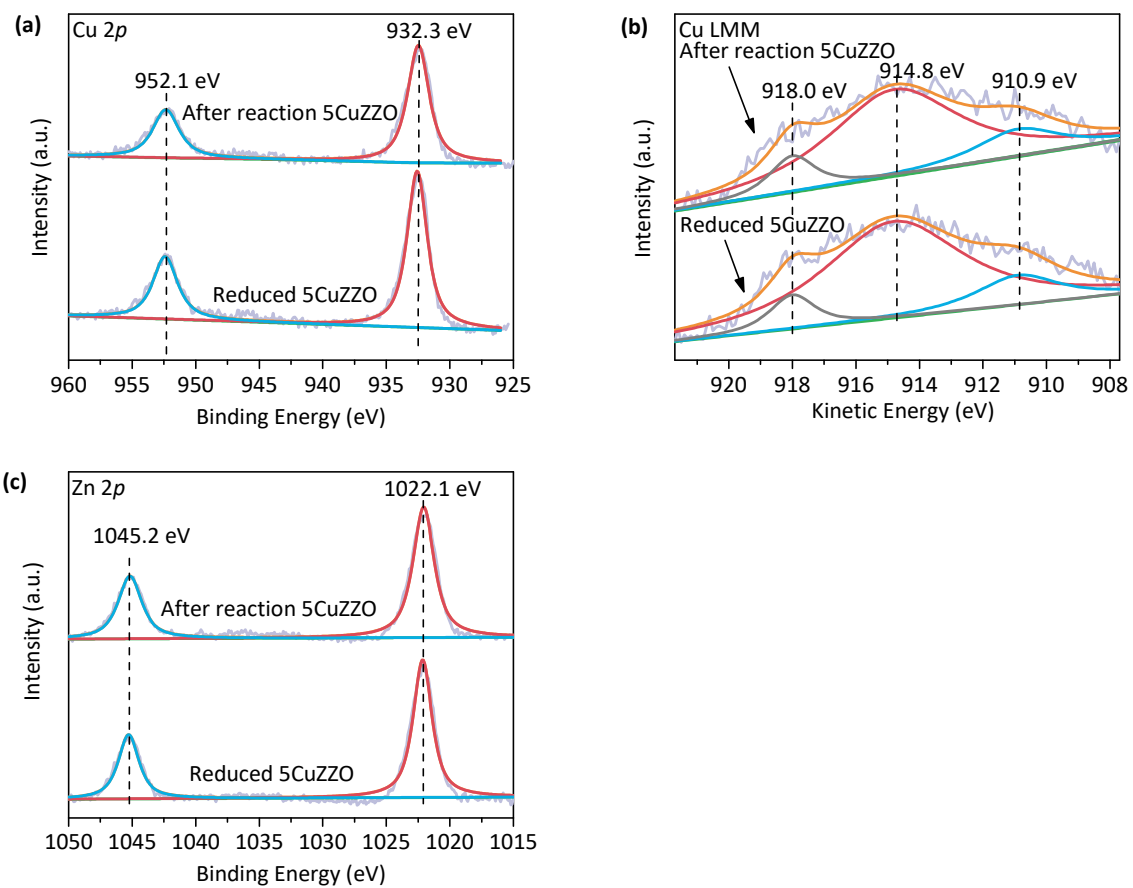 (a)
Cu 2p
932.3 eV
952.1 eV
After reaction 5CuZZO
Reduced 5CuZZO
Intensity (a.u.)
960 955 950 945 940 935 930 925
Binding Energy (eV)
(b)
Cu LMM
After reaction 5CuZZO
914.8 eV
918.0 eV
910.9 eV
Reduced 5CuZZO
Intensity (a.u.)
920 918 916 914 912 910 908
Kinetic Energy (eV)
(c)
Zn 2p
1022.1 eV
1045.2 eV
After reaction 5CuZZO
Reduced 5CuZZO
Intensity (a.u.)
1050 1045 1040 1035 1030 1025 1020 1015
Binding Energy (eV)